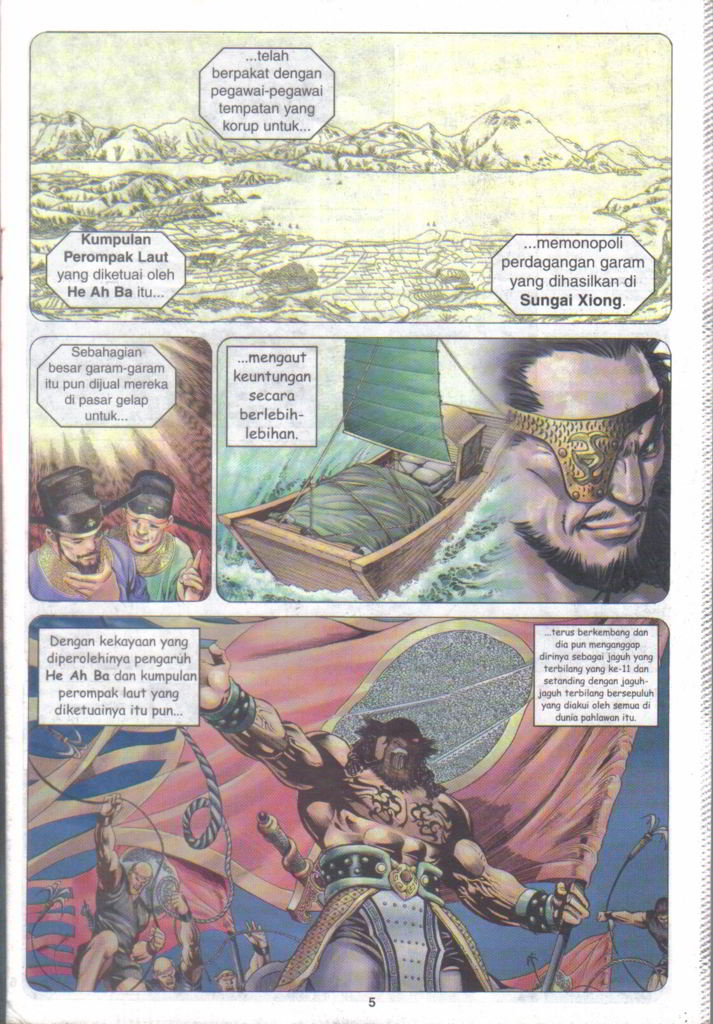 ...telah
berpakat dengan
pegawai-pegawai
tempatan yang
korup untuk...
Kumpulan
Perompak Laut
yang diketuai oleh
He Ah Ba itu...
...memonopoli
perdagangan garam
yang dihasilkan di
Sungai Xiong.
Sebahagian
besar garam-garam
itu pun dijual mereka
di pasar gelap
untuk...
...mengaut
keuntungan
secara
berlebih-
lebihan.
Dengan kekayaan yang
diperolehinya pengaruh
He Ah Ba dan kumpulan
perompak laut yang
diketuainya itu pun...
...terus berkembang dan
dia pun menganggap
dirinya sebagai jaguh yang
terbilang yang ke-11 dan
setanding dengan jaguh-
jaguh terbilang bersepuluh
yang diakui oleh semua di
dunia pahlawan itu.
5